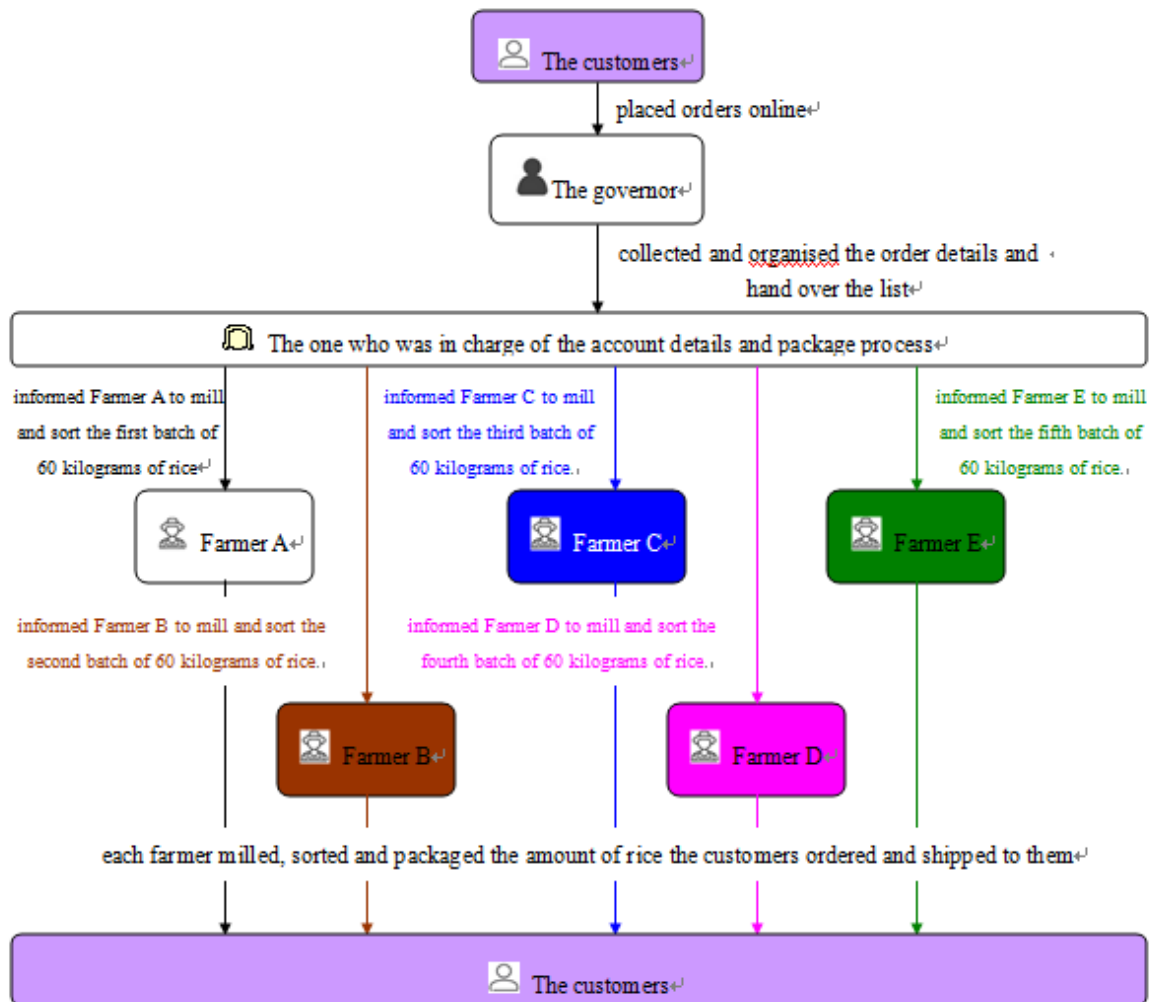 The customers
placed orders online
The governor
collected and organised the order details and
hand over the list
The one who was in charge of the account details and package process
informed Farmer A to mill
and sort the first batch of
60 kilograms of rice
informed Farmer C to mill
and sort the third batch of
60 kilograms of rice.
informed Farmer E to mill
and sort the fifth batch of
60 kilograms of rice.
Farmer A
Farmer C
Farmer E
informed Farmer B to mill and sort the
second batch of 60 kilograms of rice.
informed Farmer D to mill and sort the
fourth batch of 60 kilograms of rice.
Farmer B
Farmer D
each farmer milled, sorted and packaged the amount of rice the customers ordered and shipped to them
The customers